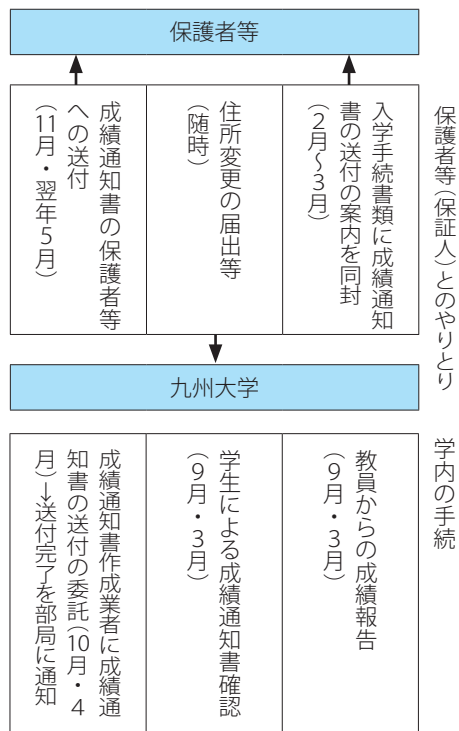 保護者等
保護者等(保証人)とのやりとり
入学手続書類に成績通知
書の送付の案内を同封
(2月〜3月)
住所変更の届出等
(随時)
成績通知書の保護者等
への送付
(11月・翌年5月)
九州大学
学内の手続
教員からの成績報告
(9月・3月)
学生による成績通知書確認
(9月・3月)
成績通知書作成業者に成績通
知書の送付の委託(10月・4
月)→送付完了を部局に通知